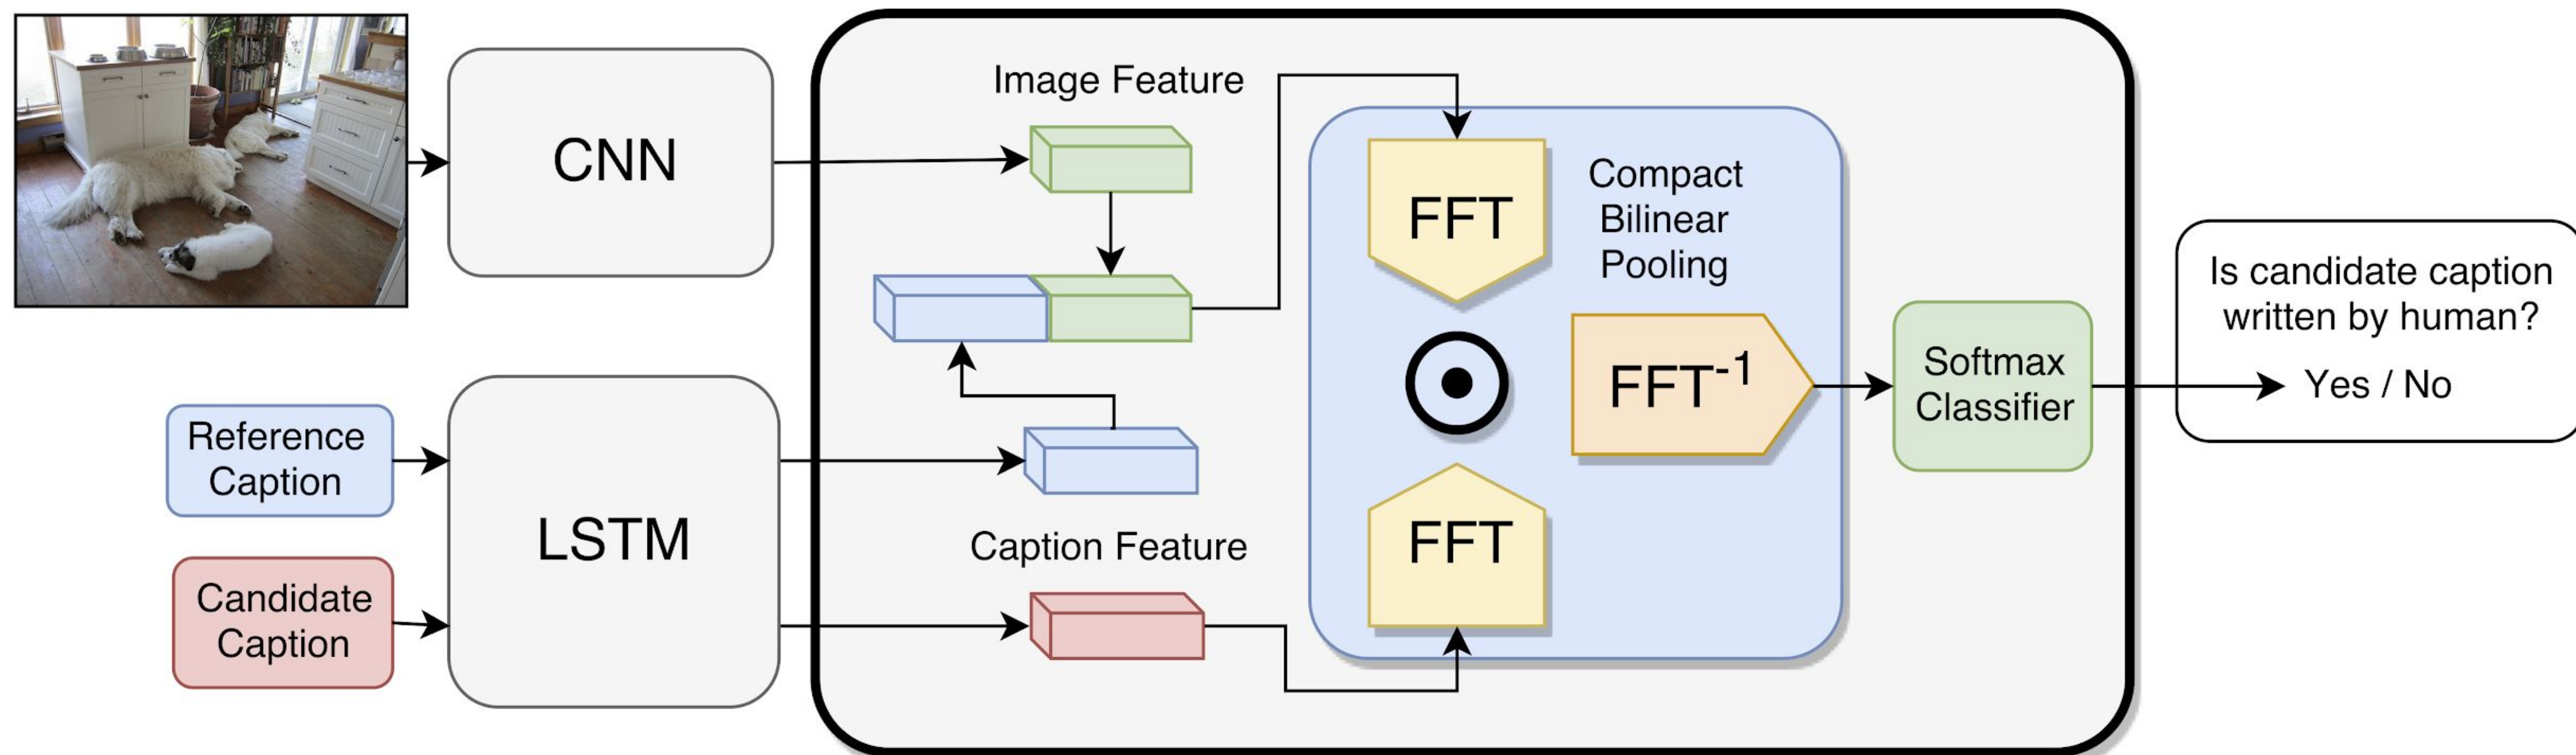 CNN
Reference
Caption
Candidate
Caption
LSTM
Image Feature
Caption Feature
FFT
Compact
Bilinear
Pooling
FFT⁻¹
FFT
Softmax
Classifier
Is candidate caption
written by human?
Yes / No